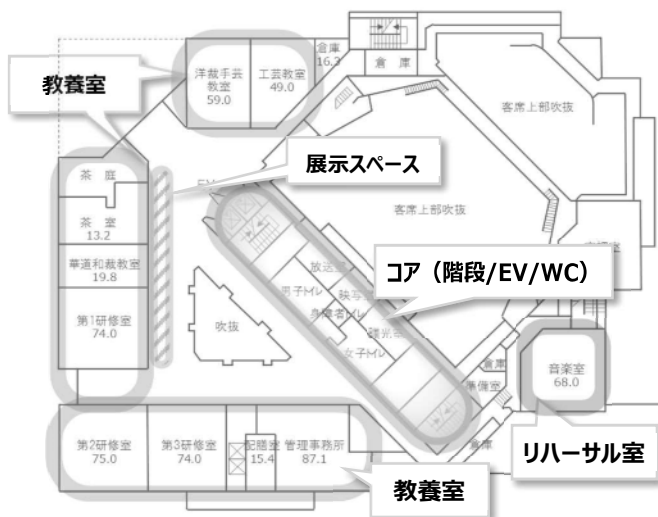 倉庫
16.2
洋裁手芸
教室
59.0
工芸教室
49.0
倉 庫
教養室
客席上部吹抜
展示スペース
茶 庭
茶 室
13.2
客席上部吹抜
華道和裁教室
19.8
放送室
コア（階段/EV/WC）
男子トイレ
映写室
身障者トイレ
第1研修室
74.0
吹抜
女子トイレ
倉庫
準備室
音楽室
68.0
倉庫
リハーサル室
第2研修室
75.0
第3研修室
74.0
配膳室
15.4
管理事務所
87.1
教養室